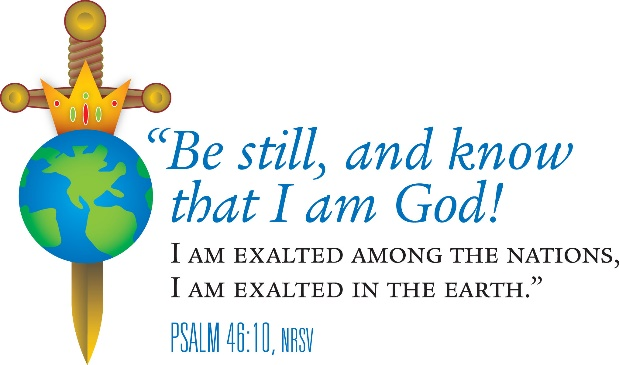 “Be still, and know
that I am God!
I AM EXALTED AMONG THE NATIONS,
I AM EXALTED IN THE EARTH.”
PSALM 46:10, NRSV